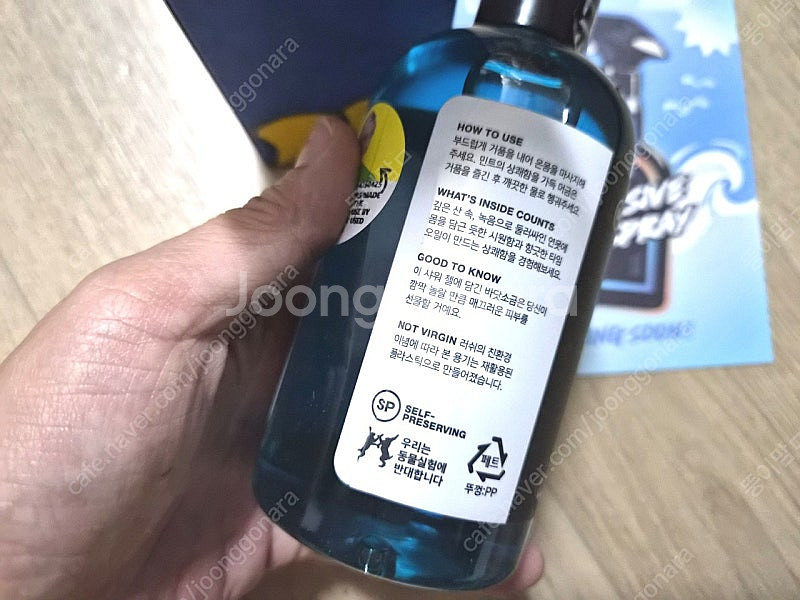 HOW TO USE
부드럽게 거품을 내어 온몸을 마사지해
주세요. 민트의 상쾌함을 가득 머금은
거품을 즐긴 후 깨끗한 물로 헹궈주세요.
WHAT'S INSIDE COUNTS
깊은 산 속, 녹음으로 둘러싸인 연못에
몸을 담근 듯한 시원함과 향긋한 타임
오일이 만드는 상쾌함을 경험해보세요.
GOOD TO KNOW
이 샤워 젤에 담긴 바닷소금은 당신이
깜짝 놀랄 만큼 매끄러운 피부를
선물할 거예요.
NOT VIRGIN 러쉬의 친환경
이념에 따라 본 용기는 재활용된
플라스틱으로 만들어졌습니다.
SP SELF-
PRESERVING
우리는
동물실험에
반대합니다
페트
뚜껑:PP
MADE
BY
USED
SIVE
SPRAY
Joonggonara
cafe.naver.com/joonggonara